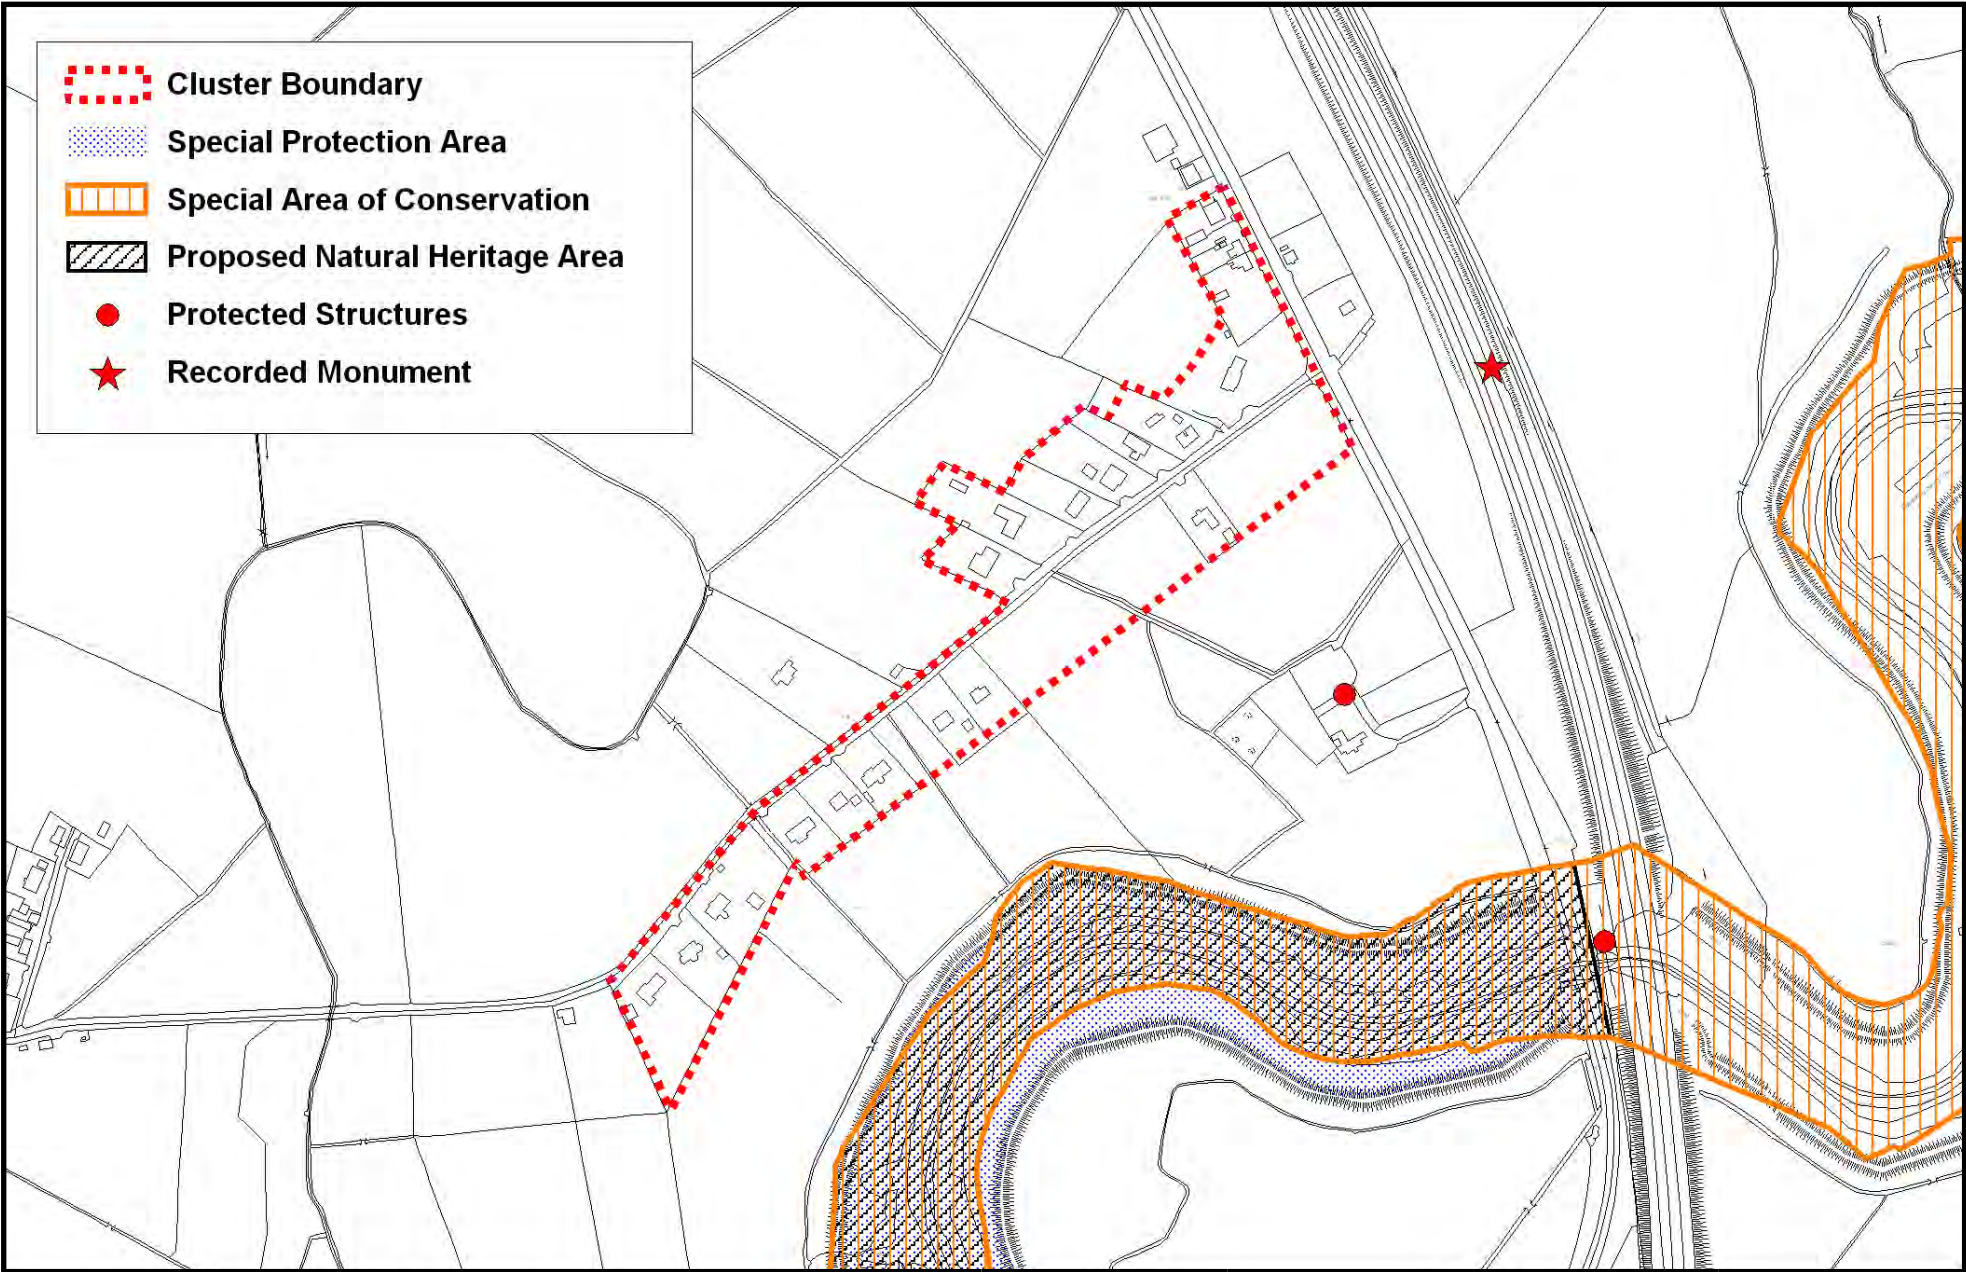 Cluster Boundary
Special Protection Area
Special Area of Conservation
Proposed Natural Heritage Area
Protected Structures
Recorded Monument